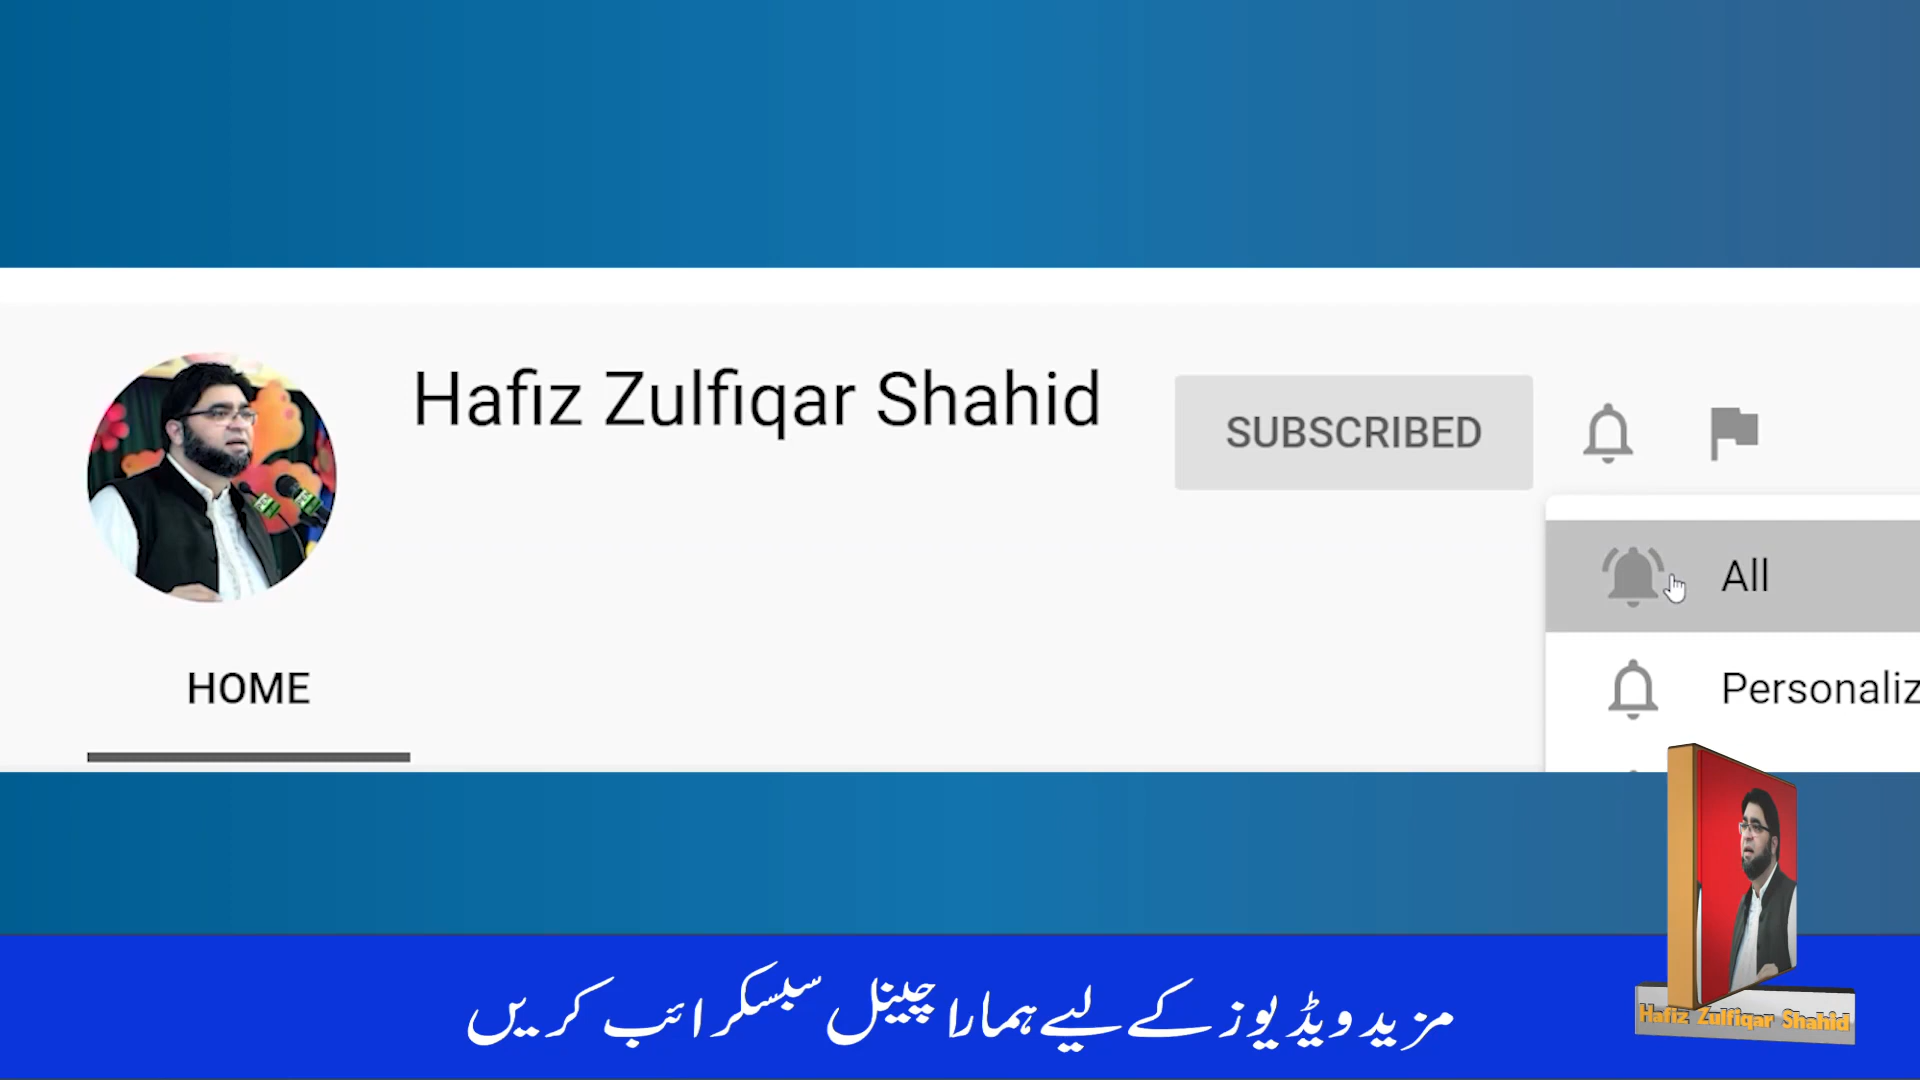 Hafiz Zulfiqar Shahid
SUBSCRIBED
All
HOME
Personaliz
مزید ویڈیوز کے لیے ہمارا چینل سبسکرائب کریں
Hafiz Zulfiqar Shahid